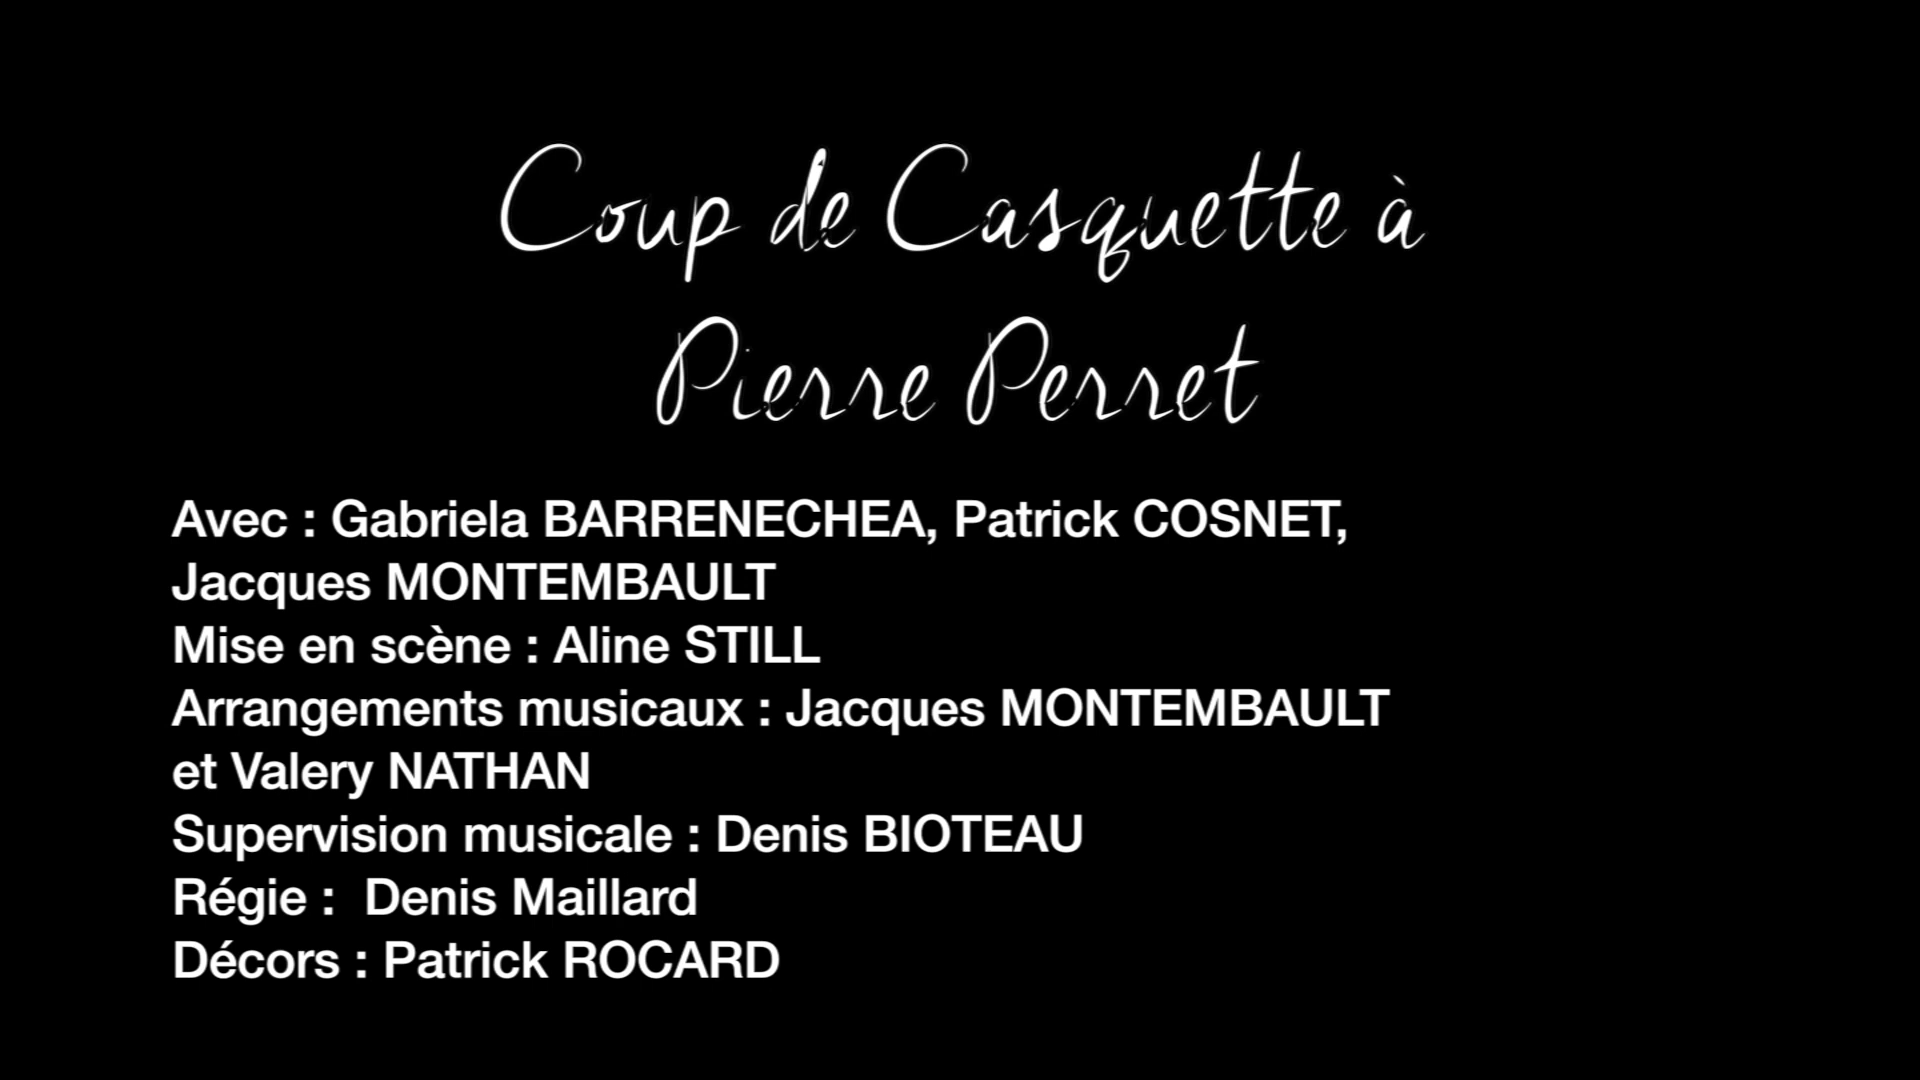 Coup de Casquette à
Pierre Perret
Avec : Gabriela BARRENECHEA, Patrick COSNET,
Jacques MONTEMBAULT
Mise en scène : Aline STILL
Arrangements musicaux : Jacques MONTEMBAULT
et Valery NATHAN
Supervision musicale : Denis BIOTEAU
Régie :  Denis Maillard
Décors : Patrick ROCARD